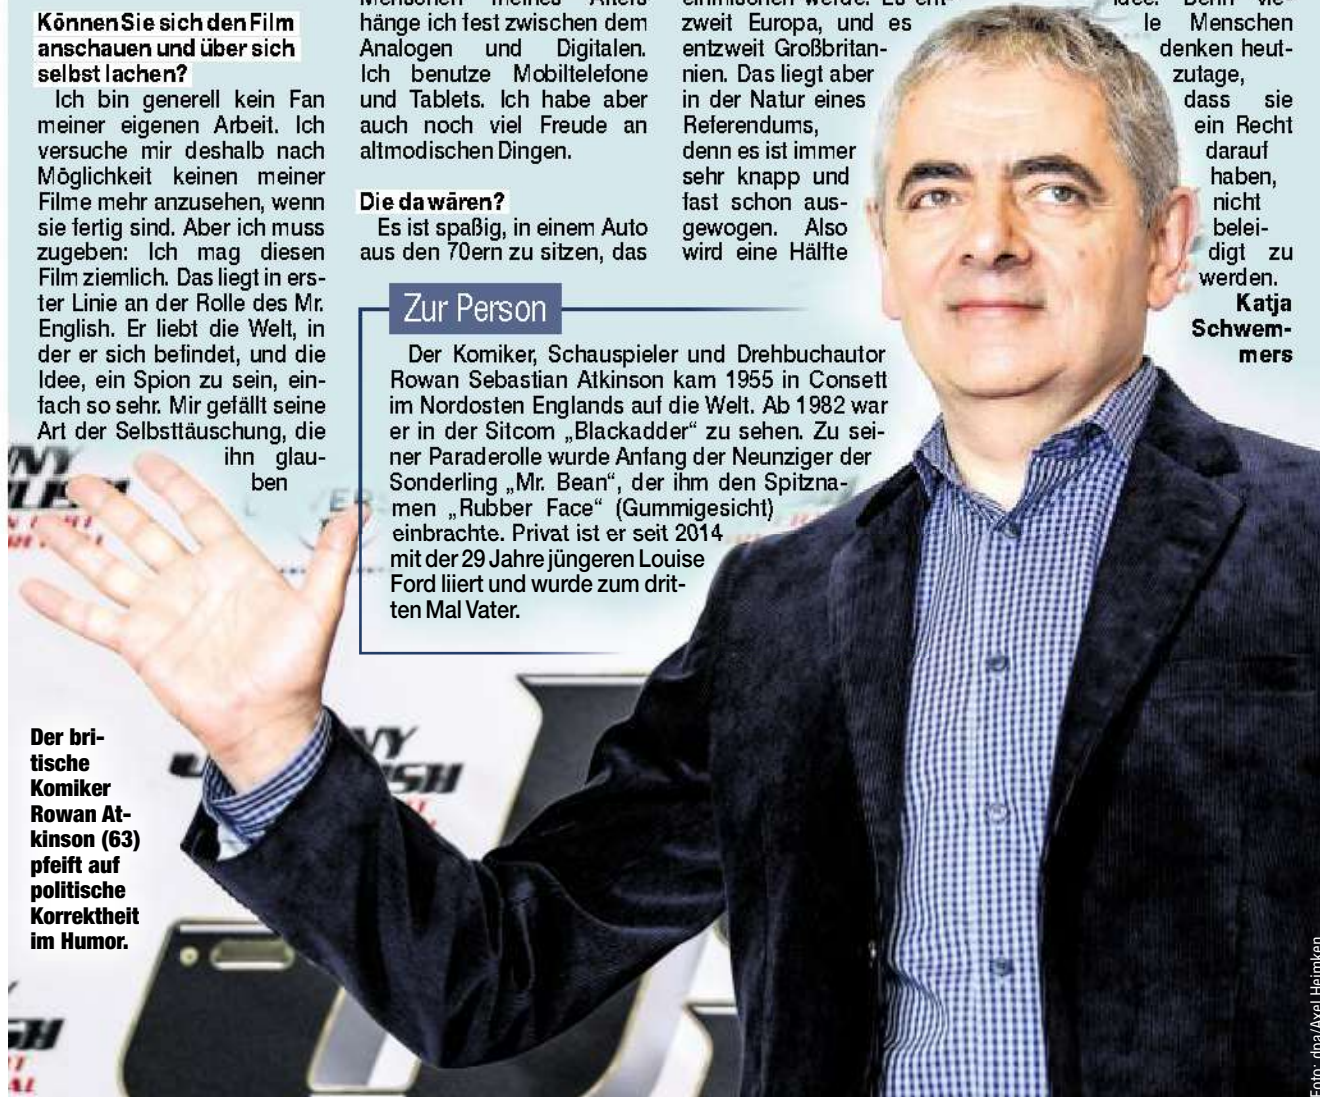 Können Sie sich den Film
anschauen und über sich
selbst lachen?
Ich bin generell kein Fan
meiner eigenen Arbeit. Ich
versuche mir deshalb nach
Möglichkeit keinen meiner
Filme mehr anzusehen, wenn
sie fertig sind. Aber ich muss
zugeben: Ich mag diesen
Film ziemlich. Das liegt in ers-
ter Linie an der Rolle des Mr.
English. Er liebt die Welt, in
der er sich befindet, und die
Idee, ein Spion zu sein, ein-
fach so sehr. Mir gefällt seine
Art der Selbsttäuschung, die
ihn glau-
ben
Menschen meines Alters
hänge ich fest zwischen dem
Analogen und Digitalen.
Ich benutze Mobiltelefone
und Tablets. Ich habe aber
auch noch viel Freude an
altmodischen Dingen.
Die da wären?
Es ist spaßig, in einem Auto
aus den 70ern zu sitzen, das
einmischen werde. Es ent-
zweit Europa, und es
entzweit Großbritan-
nien. Das liegt aber
in der Natur eines
Referendums,
denn es ist immer
sehr knapp und
fast schon aus-
gewogen. Also
wird eine Hälfte
Idee. Denn vie-
le Menschen
denken heut-
zutage,
dass sie
ein Recht
darauf
haben,
nicht
belei-
digt zu
werden.
Katja
Schwem-
mers
Zur Person
Der Komiker, Schauspieler und Drehbuchautor
Rowan Sebastian Atkinson kam 1955 in Consett
im Nordosten Englands auf die Welt. Ab 1982 war
er in der Sitcom „Blackadder“ zu sehen. Zu sei-
ner Paraderolle wurde Anfang der Neunziger der
Sonderling „Mr. Bean“, der ihm den Spitzna-
men „Rubber Face“ (Gummigesicht)
einbrachte. Privat ist er seit 2014
mit der 29 Jahre jüngeren Louise
Ford liiert und wurde zum drit-
ten Mal Vater.
Der bri-
tische
Komiker
Rowan At-
kinson (63)
pfeift auf
politische
Korrektheit
im Humor.
Foto: dpa/Axel Heimken